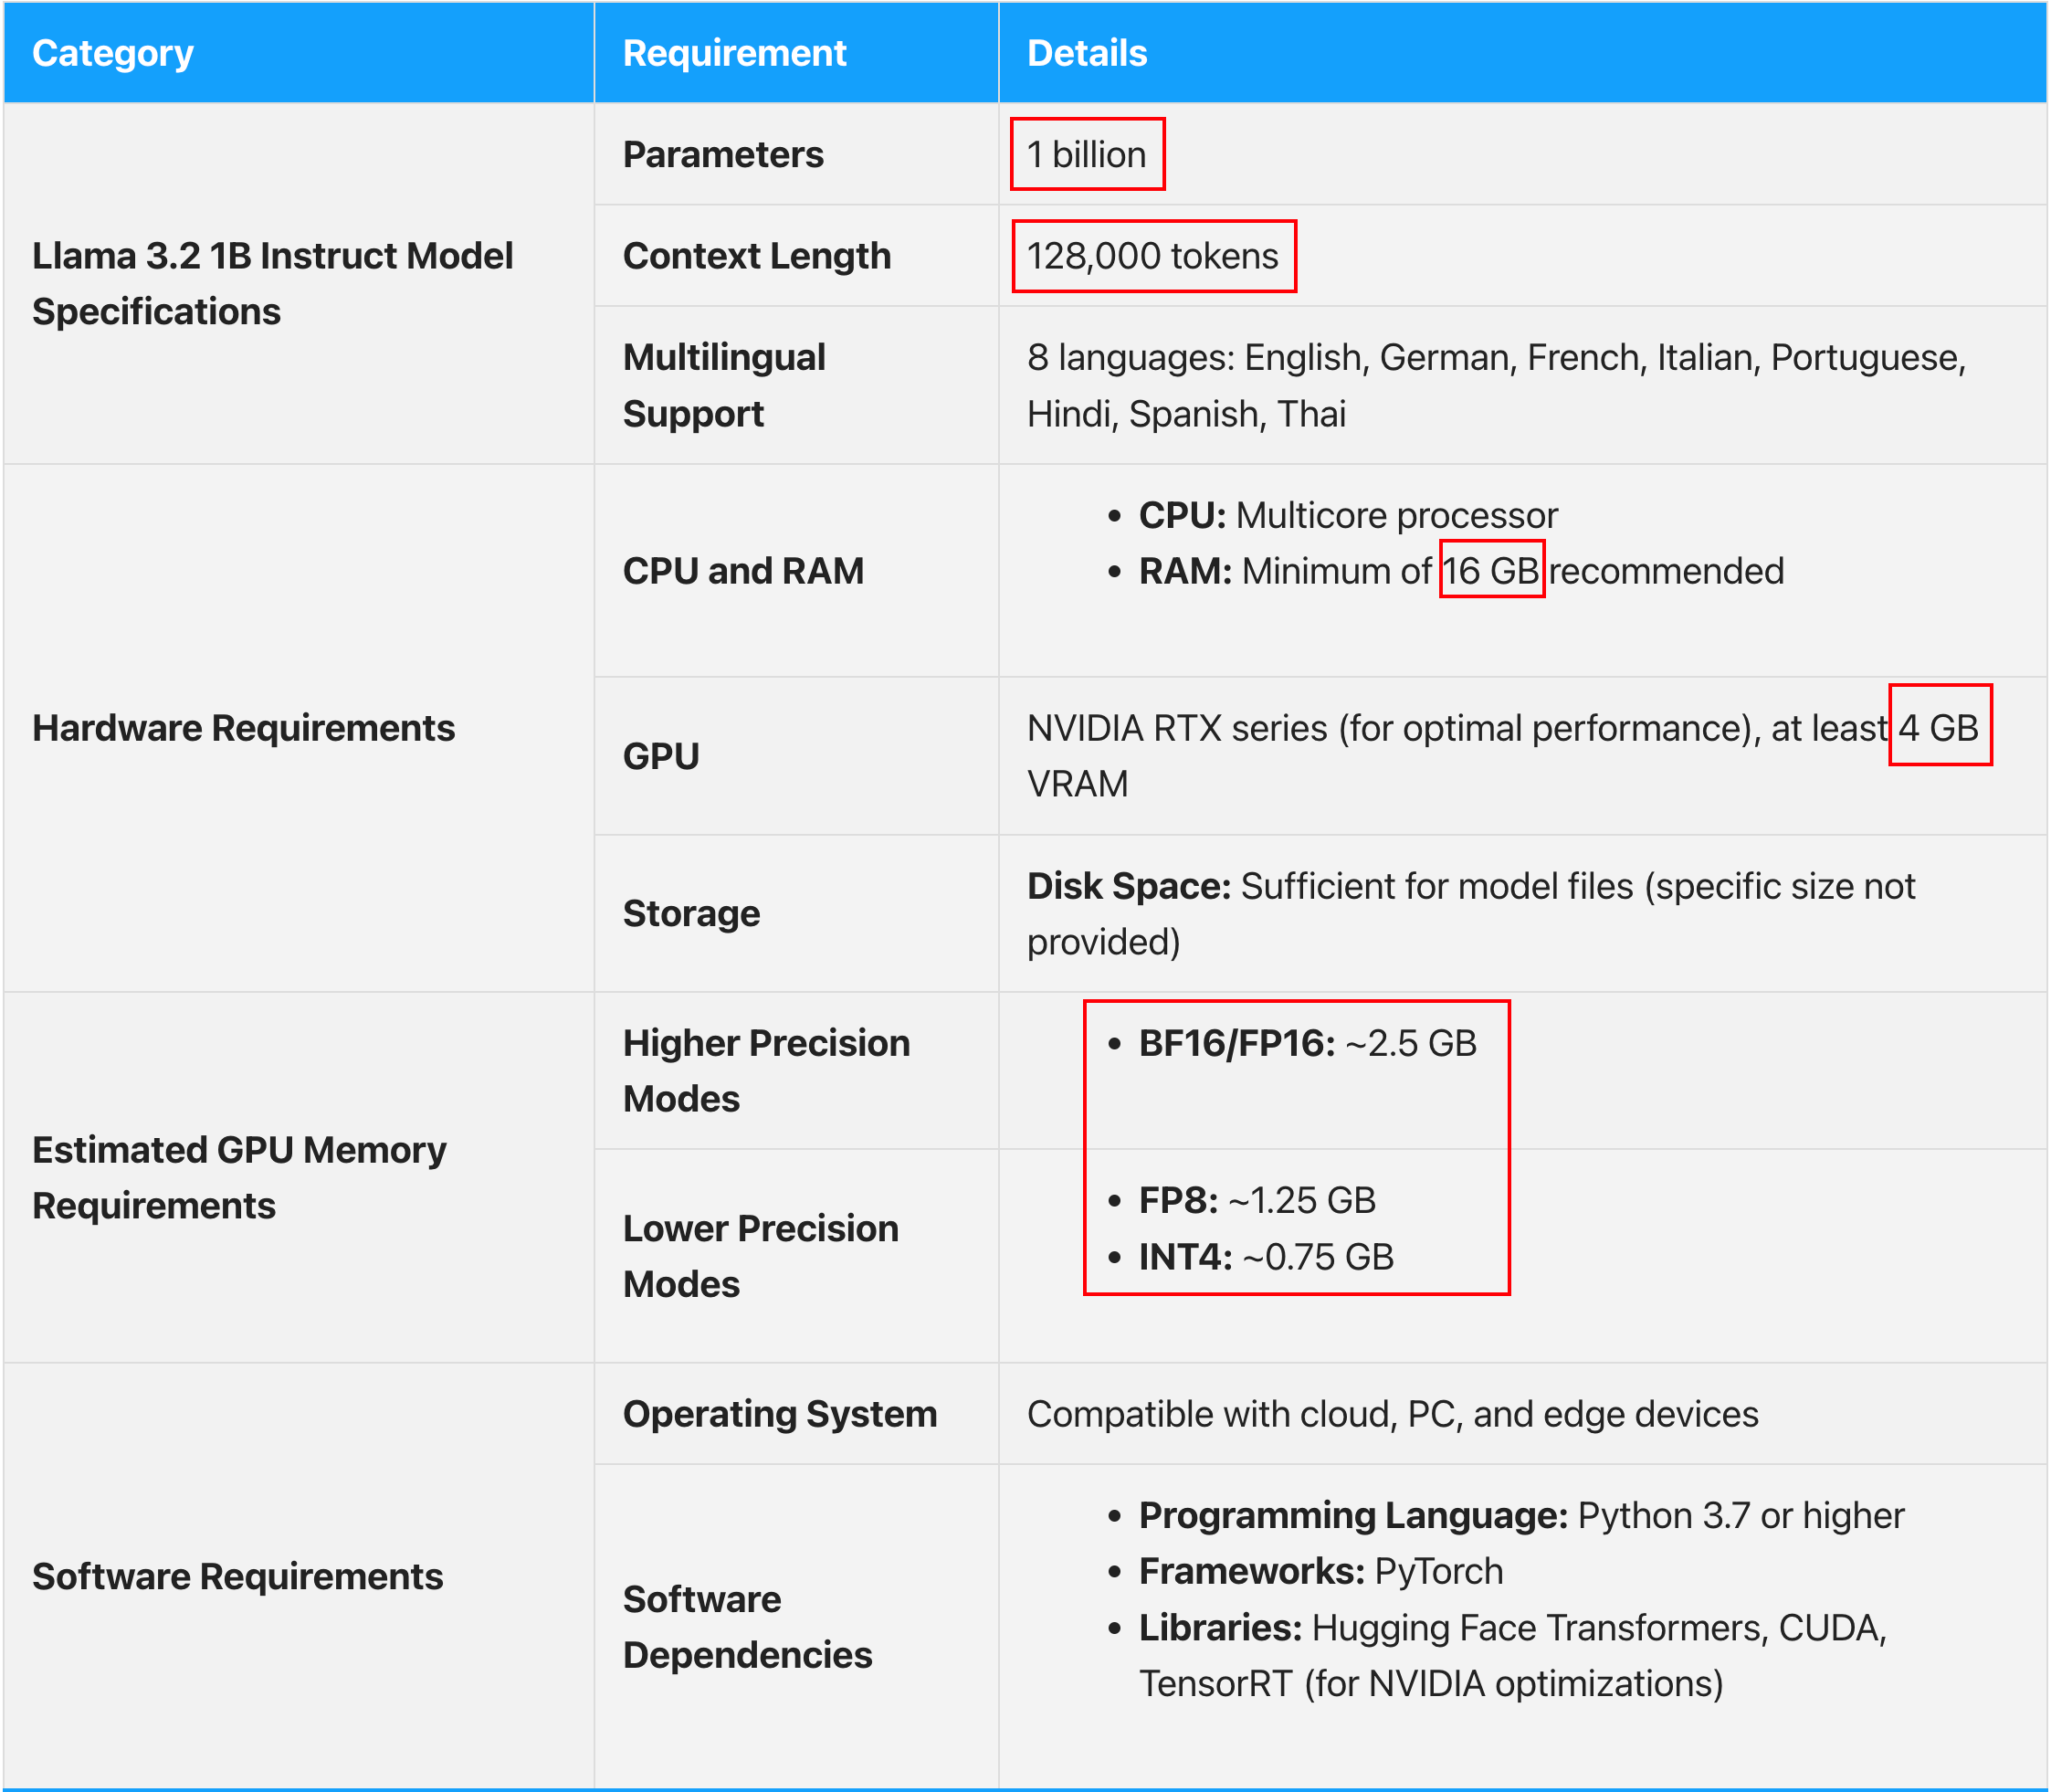 Category Requirement Details
Parameters 1 billion
Llama 3.2 1B Instruct Model
Specifications
Context Length 128,000 tokens
Multilingual
Support
8 languages: English, German, French, Italian, Portuguese,
Hindi, Spanish, Thai
Hardware Requirements
CPU and RAM
• CPU: Multicore processor
• RAM: Minimum of 16 GB recommended
GPU
NVIDIA RTX series (for optimal performance), at least 4 GB
VRAM
Storage
Disk Space: Sufficient for model files (specific size not
provided)
Estimated GPU Memory
Requirements
Higher Precision
Modes
• BF16/FP16: ~2.5 GB
Lower Precision
Modes
• FP8: ~1.25 GB
• INT4: ~0.75 GB
Software Requirements
Operating System Compatible with cloud, PC, and edge devices
Software
Dependencies
• Programming Language: Python 3.7 or higher
• Frameworks: PyTorch
• Libraries: Hugging Face Transformers, CUDA,
TensorRT (for NVIDIA optimizations)